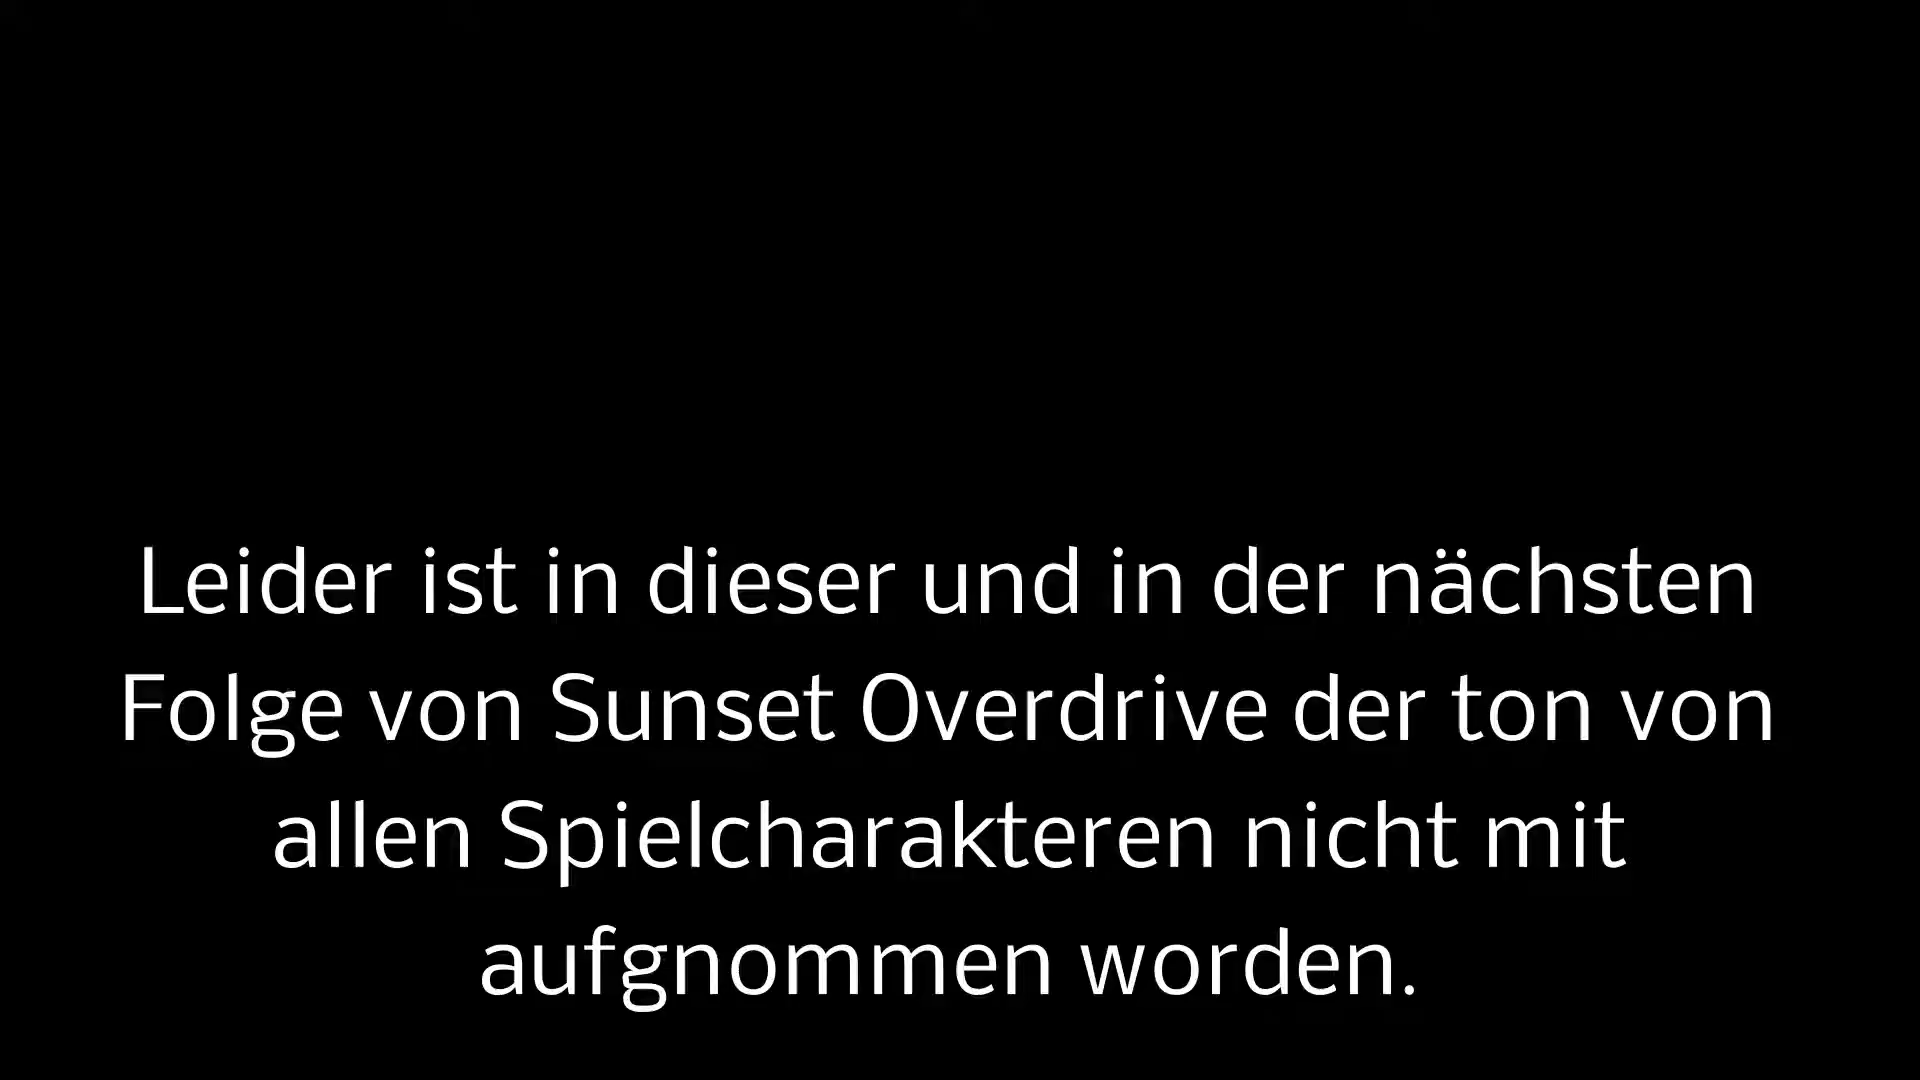 Leider ist in dieser und in der nächsten
Folge von Sunset Overdrive der ton von
allen Spielcharakteren nicht mit
aufgnommen worden.